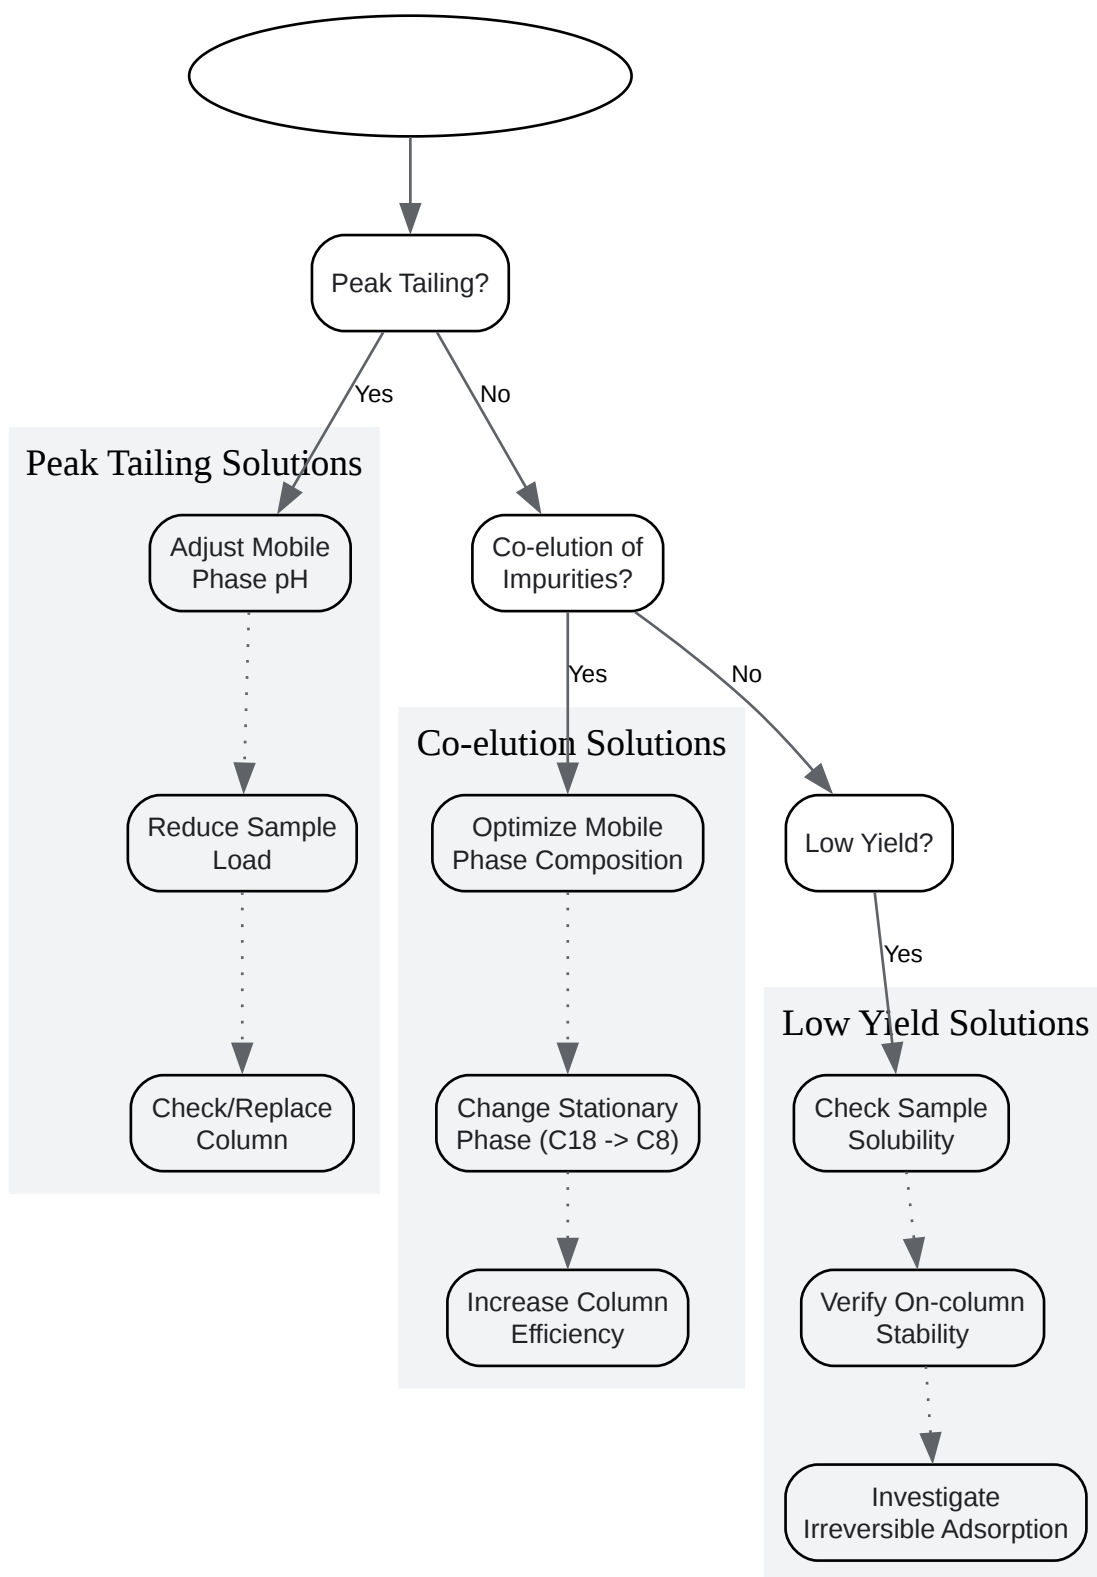 Peak Tailing?
Yes
No
Peak Tailing Solutions
Adjust Mobile
Phase pH
Co-elution of
Impurities?
Yes
No
Co-elution Solutions
Reduce Sample
Load
Optimize Mobile
Phase Composition
Low Yield?
Yes
Low Yield Solutions
Check/Replace
Column
Change Stationary
Phase (C18 -> C8)
Check Sample
Solubility
Increase Column
Efficiency
Verify On-column
Stability
Investigate
Irreversible Adsorption